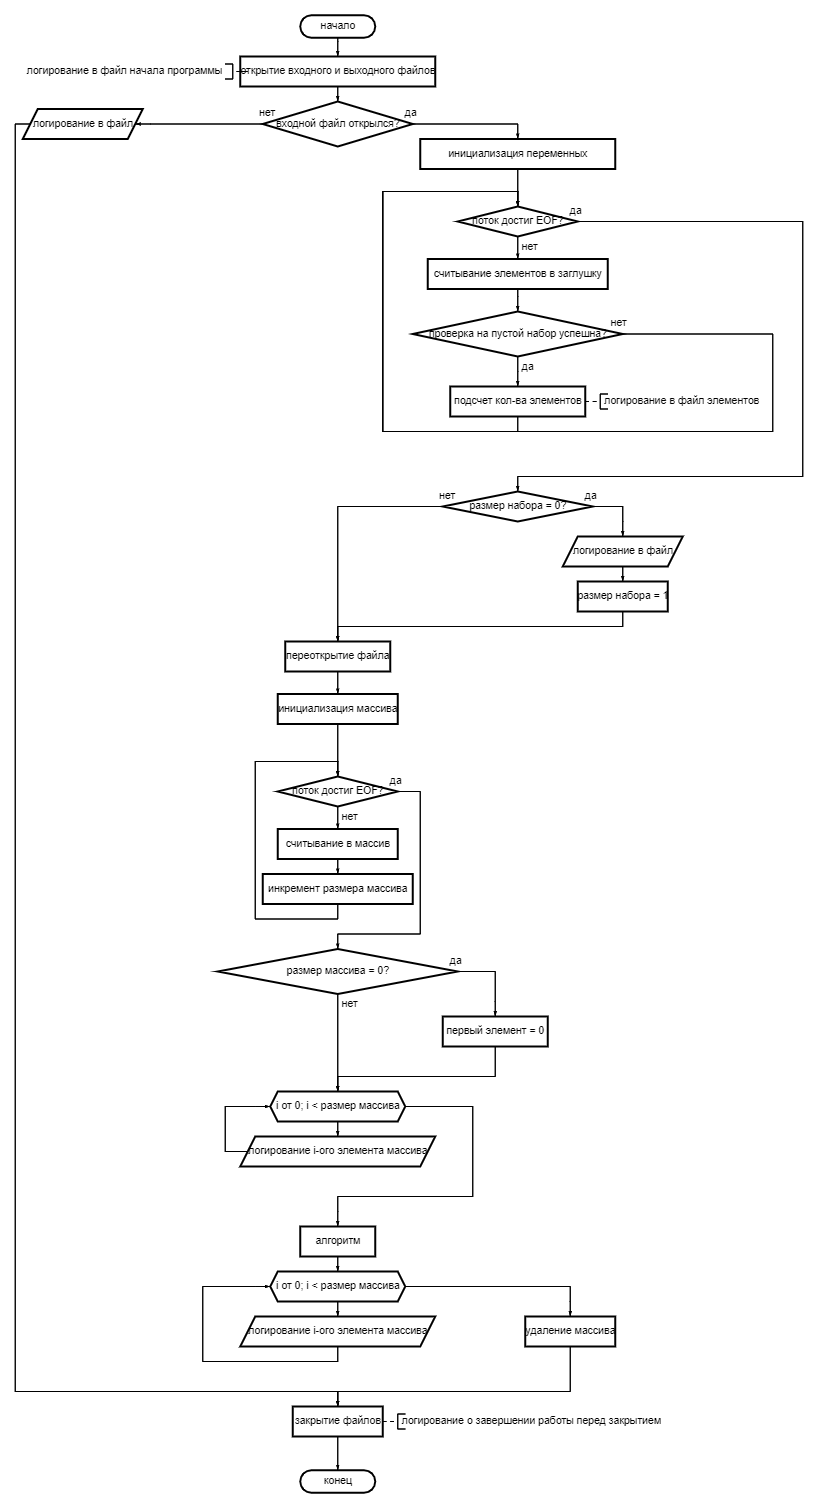 начало
логирование в файл начала программы
открытие входного и выходного файлов
нет
да
логирование в файл
входной файл открылся?
инициализация переменных
да
поток достиг EOF?
нет
считывание элементов в заглушку
нет
проверка на пустой набор успешна?
да
подсчет кол-ва элементов
логирование в файл элементов
нет
да
размер набора = 0?
логирование в файл
размер набора = 1
переоткрытие файла
инициализация массива
да
поток достиг EOF?
нет
считывание в массив
инкремент размера массива
да
размер массива = 0?
нет
первый элемент = 0
i от 0; i < размер массива
логирование i-ого элемента массива
алгоритм
i от 0; i < размер массива
логирование i-ого элемента массива
удаление массива
закрытие файлов
логирование о завершении работы перед закрытием
конец